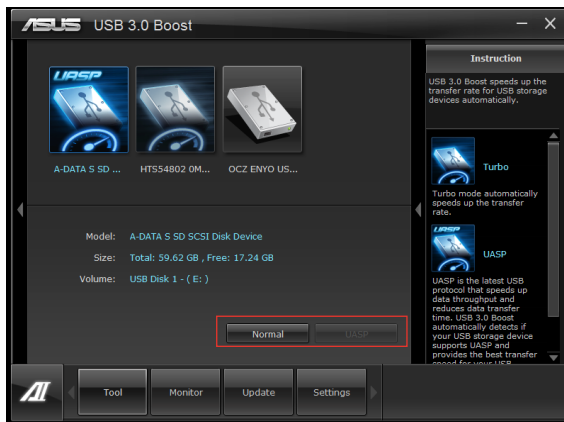 ASUS USB 3.0 Boost
Instruction
USB 3.0 Boost speeds up the
transfer rate for USB storage
devices automatically.
UASP
A-DATA S SD ...
HTS54802 0M...
OCZ ENYO US...
Turbo
Turbo mode automatically
speeds up the transfer
rate.
UASP
UASP
UASP is the latest USB
protocol that speeds up
data throughput and
reduces data transfer
time. USB 3.0 Boost
automatically detects if
your USB storage device
supports UASP and
provides the best transfer
speed for your USB
Model: A-DATA S SD SCSI Disk Device
Size: Total: 59.62 GB , Free: 17.24 GB
Volume: USB Disk 1 - ( E: )
Normal
UASP
Tool
Monitor
Update
Settings